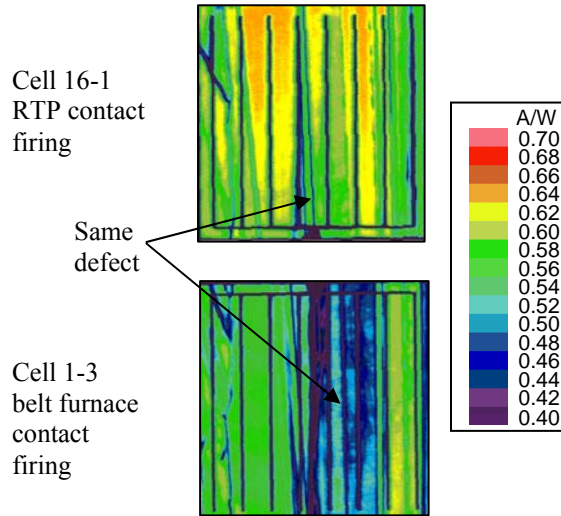 Cell 16-1
RTP contact
firing
Same
defect
Cell 1-3
belt furnace
contact
firing
A/W
0.70
0.68
0.66
0.64
0.62
0.60
0.58
0.56
0.54
0.52
0.50
0.48
0.46
0.44
0.42
0.40